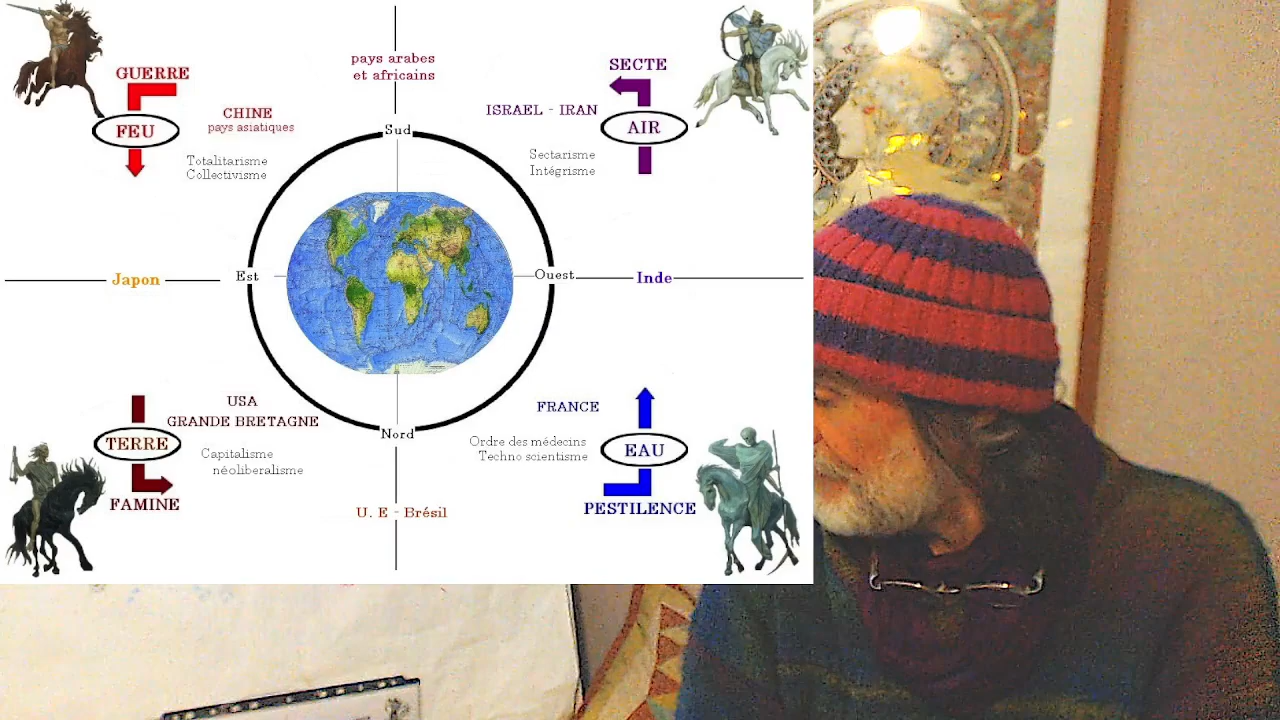 GUERRE
FEU
CHINE
pays asiatiques
Totalitarisme
Collectivisme
pays arabes
et africains
Sud
SECTE
ISRAEL - IRAN
AIR
Sectarisme
Intégrisme
Japon
Est
Ouest
Inde
USA
GRANDE BRETAGNE
TERRE
Capitalisme
néoliberalisme
FAMINE
Nord
U. E - Brésil
FRANCE
Ordre des médecins
Techno scientisme
EAU
PESTILENCE